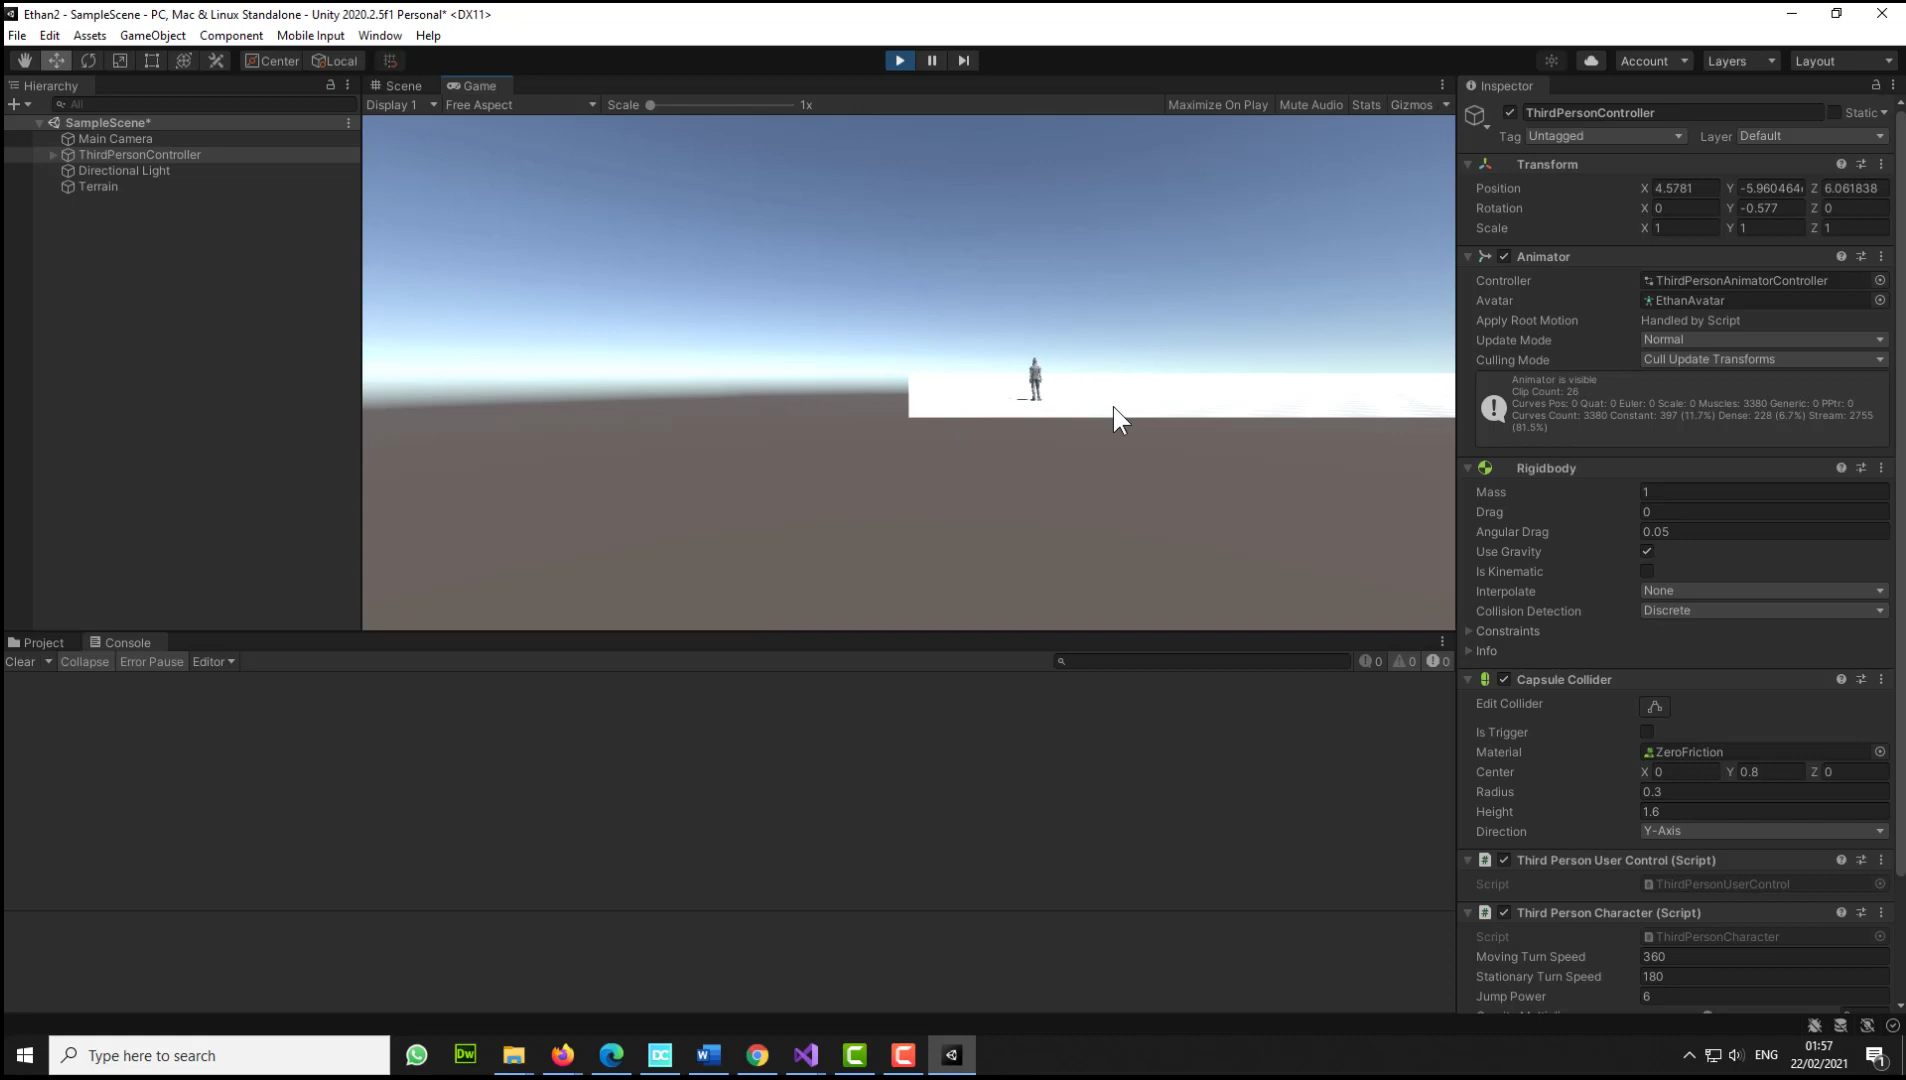 Ethan2 - SampleScene - PC, Mac & Linux Standalone - Unity 2020.2.5f1 Personal* <DX11>
File Edit Assets GameObject Component Mobile Input Window Help
Center Local Account Layers Layout
Hierarchy
All
SampleScene*
Main Camera
ThirdPersonController
Directional Light
Terrain
Scene Game
Display 1 Free Aspect Scale 1x Maximize On Play Mute Audio Stats Gizmos
Inspector
ThirdPersonController Static
Tag Untagged Layer Default
Transform
Position X 4.5781 Y -5.960464 Z 6.061838
Rotation X 0 Y -0.577 Z 0
Scale X 1 Y 1 Z 1
Animator
Controller ThirdPersonAnimatorController
Avatar EthanAvatar
Apply Root Motion Handled by Script
Update Mode Normal
Culling Mode Cull Update Transforms
Animator is visible
Clip Count: 26
Curves Pos: 0 Quat: 0 Euler: 0 Scale: 0 Muscles: 3380 Generic: 0 PPtr: 0
Curves Count: 3380 Constant: 397 (11.7%) Dense: 228 (6.7%) Stream: 2755
(81.5%)
Rigidbody
Mass 1
Drag 0
Angular Drag 0.05
Use Gravity
Is Kinematic
Interpolate None
Collision Detection Discrete
Constraints
Info
Capsule Collider
Edit Collider
Is Trigger
Material ZeroFriction
Center X 0 Y 0.8 Z 0
Radius 0.3
Height 1.6
Direction Y-Axis
Third Person User Control (Script)
Script ThirdPersonUserControl
Third Person Character (Script)
Script ThirdPersonCharacter
Moving Turn Speed 360
Stationary Turn Speed 180
Jump Power 6
Project Console
Clear Collapse Error Pause Editor 0 0 0
Type here to search
Dw
DC
ENG
01:57
22/02/2021
1